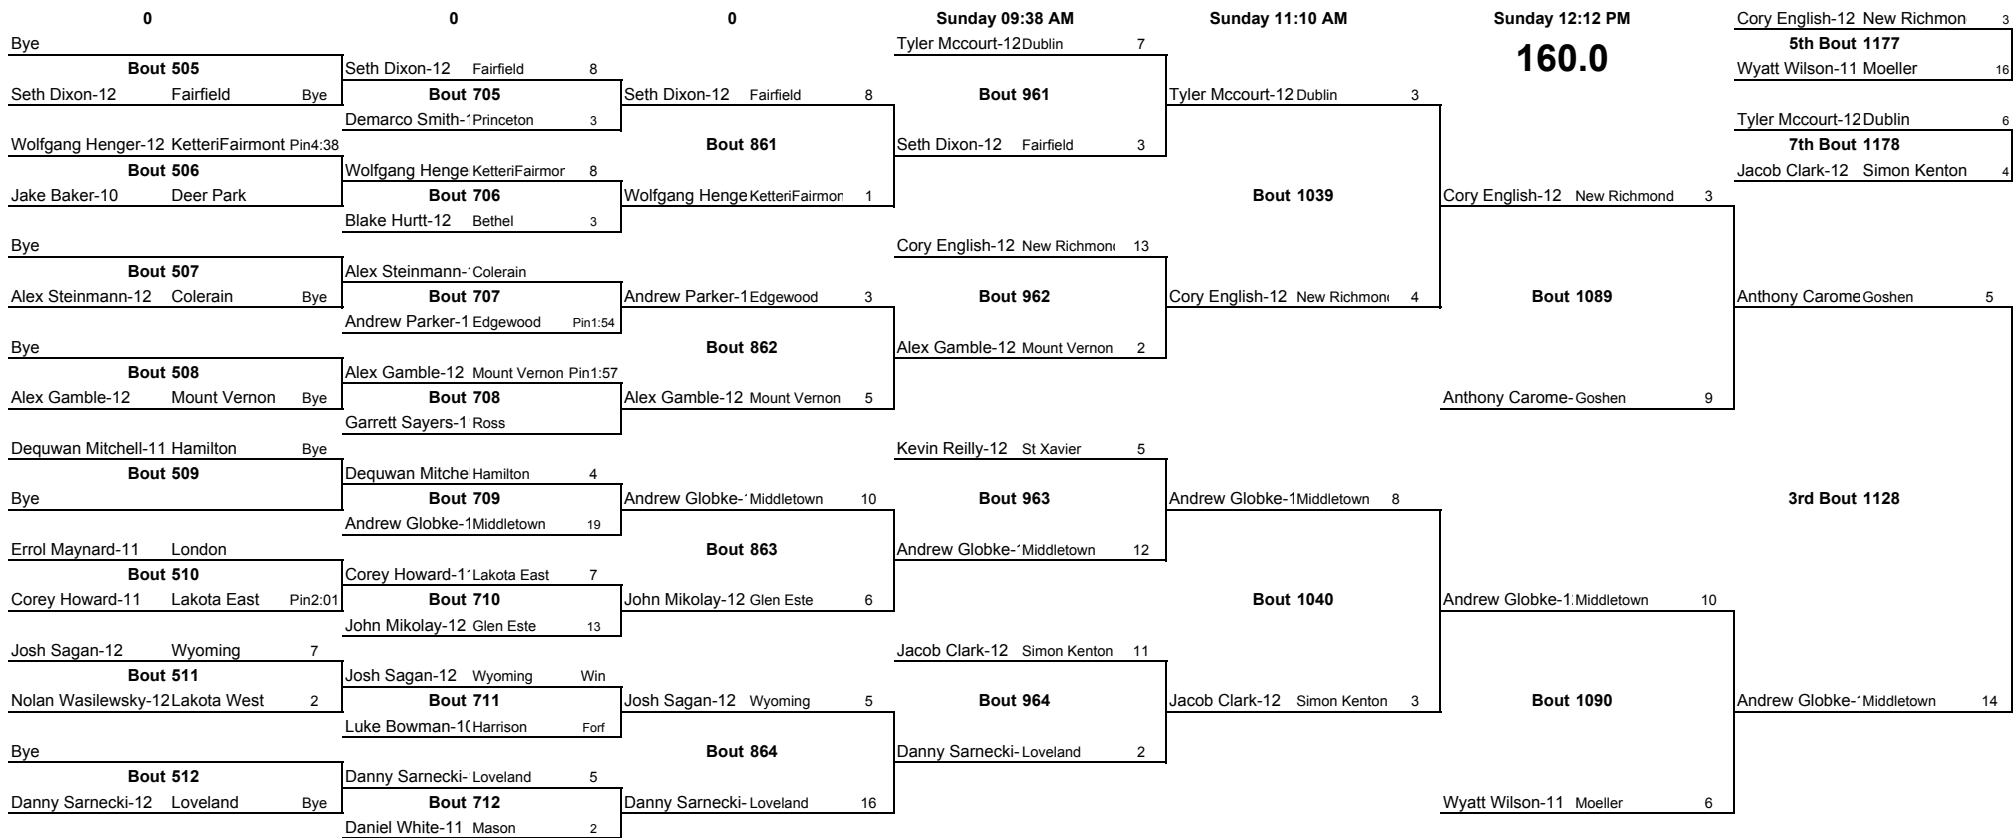 0 0 0 Sunday 09:38 AM Sunday 11:10 AM Sunday 12:12 PM Cory English-12 New Richmon 3
Bye Tyler Mccourt-12 Dublin 7 160.0 5th Bout 1177
Bout 505 Seth Dixon-12 Fairfield 8 Wyatt Wilson-11 Moeller 16
Seth Dixon-12 Fairfield Bye Bout 705 Seth Dixon-12 Fairfield 8 Bout 961 Tyler Mccourt-12 Dublin 3
Demarco Smith-1 Princeton 3 Tyler Mccourt-12 Dublin 6
Wolfgang Henger-12 KetteriFairmont Pin4:38 Bout 861 Seth Dixon-12 Fairfield 3 7th Bout 1178
Bout 506 Wolfgang Henge KetteriFairmor 8 Jacob Clark-12 Simon Kenton 4
Jake Baker-10 Deer Park Bout 706 Wolfgang Henge KetteriFairmon 1 Bout 1039 Cory English-12 New Richmond 3
Blake Hurtt-12 Bethel 3
Bye Cory English-12 New Richmond 13
Bout 507 Alex Steinmann- Colerain
Alex Steinmann-12 Colerain Bye Bout 707 Andrew Parker-1 Edgewood 3 Bout 962 Cory English-12 New Richmond 4 Bout 1089 Anthony Carome Goshen 5
Andrew Parker-1 Edgewood Pin1:54
Bye Bout 862 Alex Gamble-12 Mount Vernon 2
Bout 508 Alex Gamble-12 Mount Vernon Pin1:57
Alex Gamble-12 Mount Vernon Bye Bout 708 Alex Gamble-12 Mount Vernon 5 Anthony Carome- Goshen 9
Garrett Sayers-1 Ross
Dequwan Mitchell-11 Hamilton Bye Kevin Reilly-12 St Xavier 5
Bout 509 Dequwan Mitche Hamilton 4
Bye Bout 709 Andrew Globke-1 Middletown 10 Bout 963 Andrew Globke-1 Middletown 8 3rd Bout 1128
Andrew Globke-1 Middletown 19
Errol Maynard-11 London Bout 863 Andrew Globke-1 Middletown 12
Bout 510 Corey Howard-11 Lakota East 7
Corey Howard-11 Lakota East Pin2:01 Bout 710 John Mikolay-12 Glen Este 6 Bout 1040 Andrew Globke-1 Middletown 10
John Mikolay-12 Glen Este 13
Josh Sagan-12 Wyoming 7 Jacob Clark-12 Simon Kenton 11
Bout 511 Josh Sagan-12 Wyoming Win
Nolan Wasilewsky-12 Lakota West 2 Bout 711 Josh Sagan-12 Wyoming 5 Bout 964 Jacob Clark-12 Simon Kenton 3 Bout 1090 Andrew Globke-1 Middletown 14
Luke Bowman-10 Harrison Forf
Bye Bout 864 Danny Sarnecki- Loveland 2
Bout 512 Danny Sarnecki- Loveland 5
Danny Sarnecki-12 Loveland Bye Bout 712 Danny Sarnecki- Loveland 16 Wyatt Wilson-11 Moeller 6
Daniel White-11 Mason 2